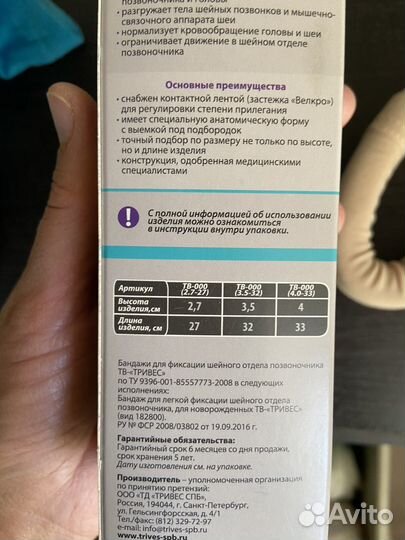 позвоночника и головы
• разгружает тела шейных позвонков и мышечно-
связочного аппарата шеи
• нормализует кровообращение головы и шеи
• ограничивает движение в шейном отделе
позвоночника
Основные преимущества
• снабжен контактной лентой (застежка «Велкро»)
для регулировки степени прилегания
• имеет специальную анатомическую форму
с выемкой под подбородок
• точный подбор по размеру не только по высоте,
но и длине изделия
• конструкция, одобренная медицинскими
специалистами
! С полной информацией об использовании
изделия можно ознакомиться
в инструкции внутри упаковки.
Артикул ТВ-000 (2.7-27) ТВ-000 (3.5-32) ТВ-000 (4.0-33)
Высота изделия,см 2,7 3,5 4
Длина изделия, см 27 32 33
Бандажи для фиксации шейного отдела позвоночника
ТВ-«ТРИВЕС»
по ТУ 9396-001-85557773-2008 в следующих
исполнениях:
Бандаж для легкой фиксации шейного отдела
позвоночника, для новорожденных ТВ-«ТРИВЕС»
(вид 182800).
РУ № ФСР 2008/03802 от 19.09.2016 г.
Гарантийные обязательства:
Гарантийный срок 6 месяцев со дня продажи,
срок хранения 5 лет.
Дату изготовления см. на упаковке.
Производитель – уполномоченная организация
по принятию претензий:
ООО «ТД «ТРИВЕС СПБ»,
Россия, 194044, г. Санкт-Петербург,
ул. Гельсингфорсская, д. 4/1
Тел./факс: (812) 329-72-97
e-mail: info@trives-spb.ru
www.trives-spb.ru
Avito